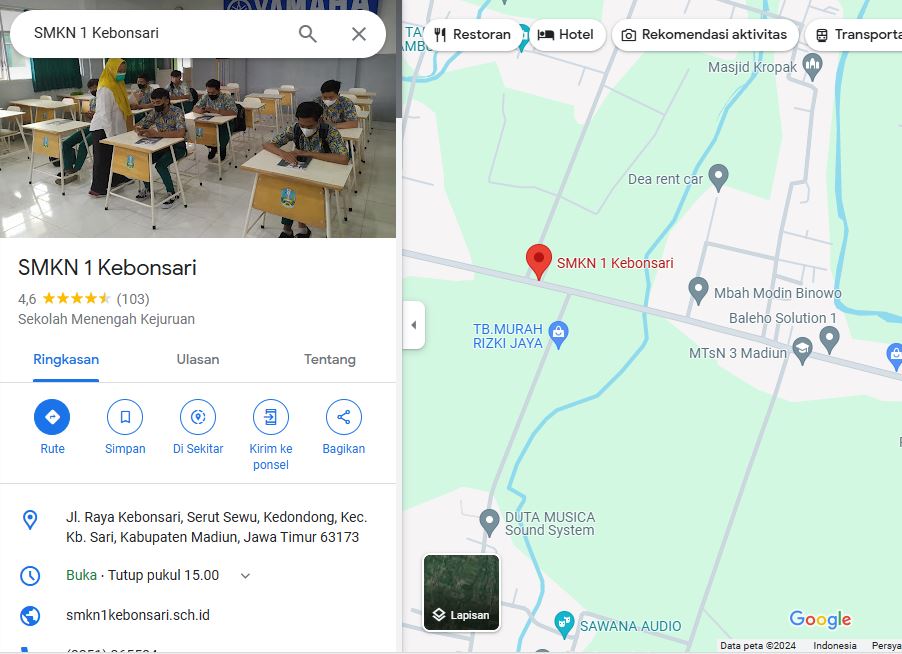 YAMAHA
SMKN 1 Kebonsari
SMKN 1 Kebonsari
4,6 (103)
Sekolah Menengah Kejuruan
Ringkasan Ulasan Tentang
Rute Simpan Di Sekitar Kirim ke ponsel Bagikan
Jl. Raya Kebonsari, Serut Sewu, Kedondong, Kec.
Kb. Sari, Kabupaten Madiun, Jawa Timur 63173
Buka · Tutup pukul 15.00
smkn1kebonsari.sch.id
Restoran Hotel Rekomendasi aktivitas Transporta
Masjid Kropak
Dea rent car
SMKN 1 Kebonsari
Mbah Modin Binowo
Baleho Solution 1
TB.MURAH
RIZKI JAYA
MTsN 3 Madiun
DUTA MUSICA
Sound System
Lapisan
SAWANA AUDIO
Google
Data peta ©2024 Indonesia Persya